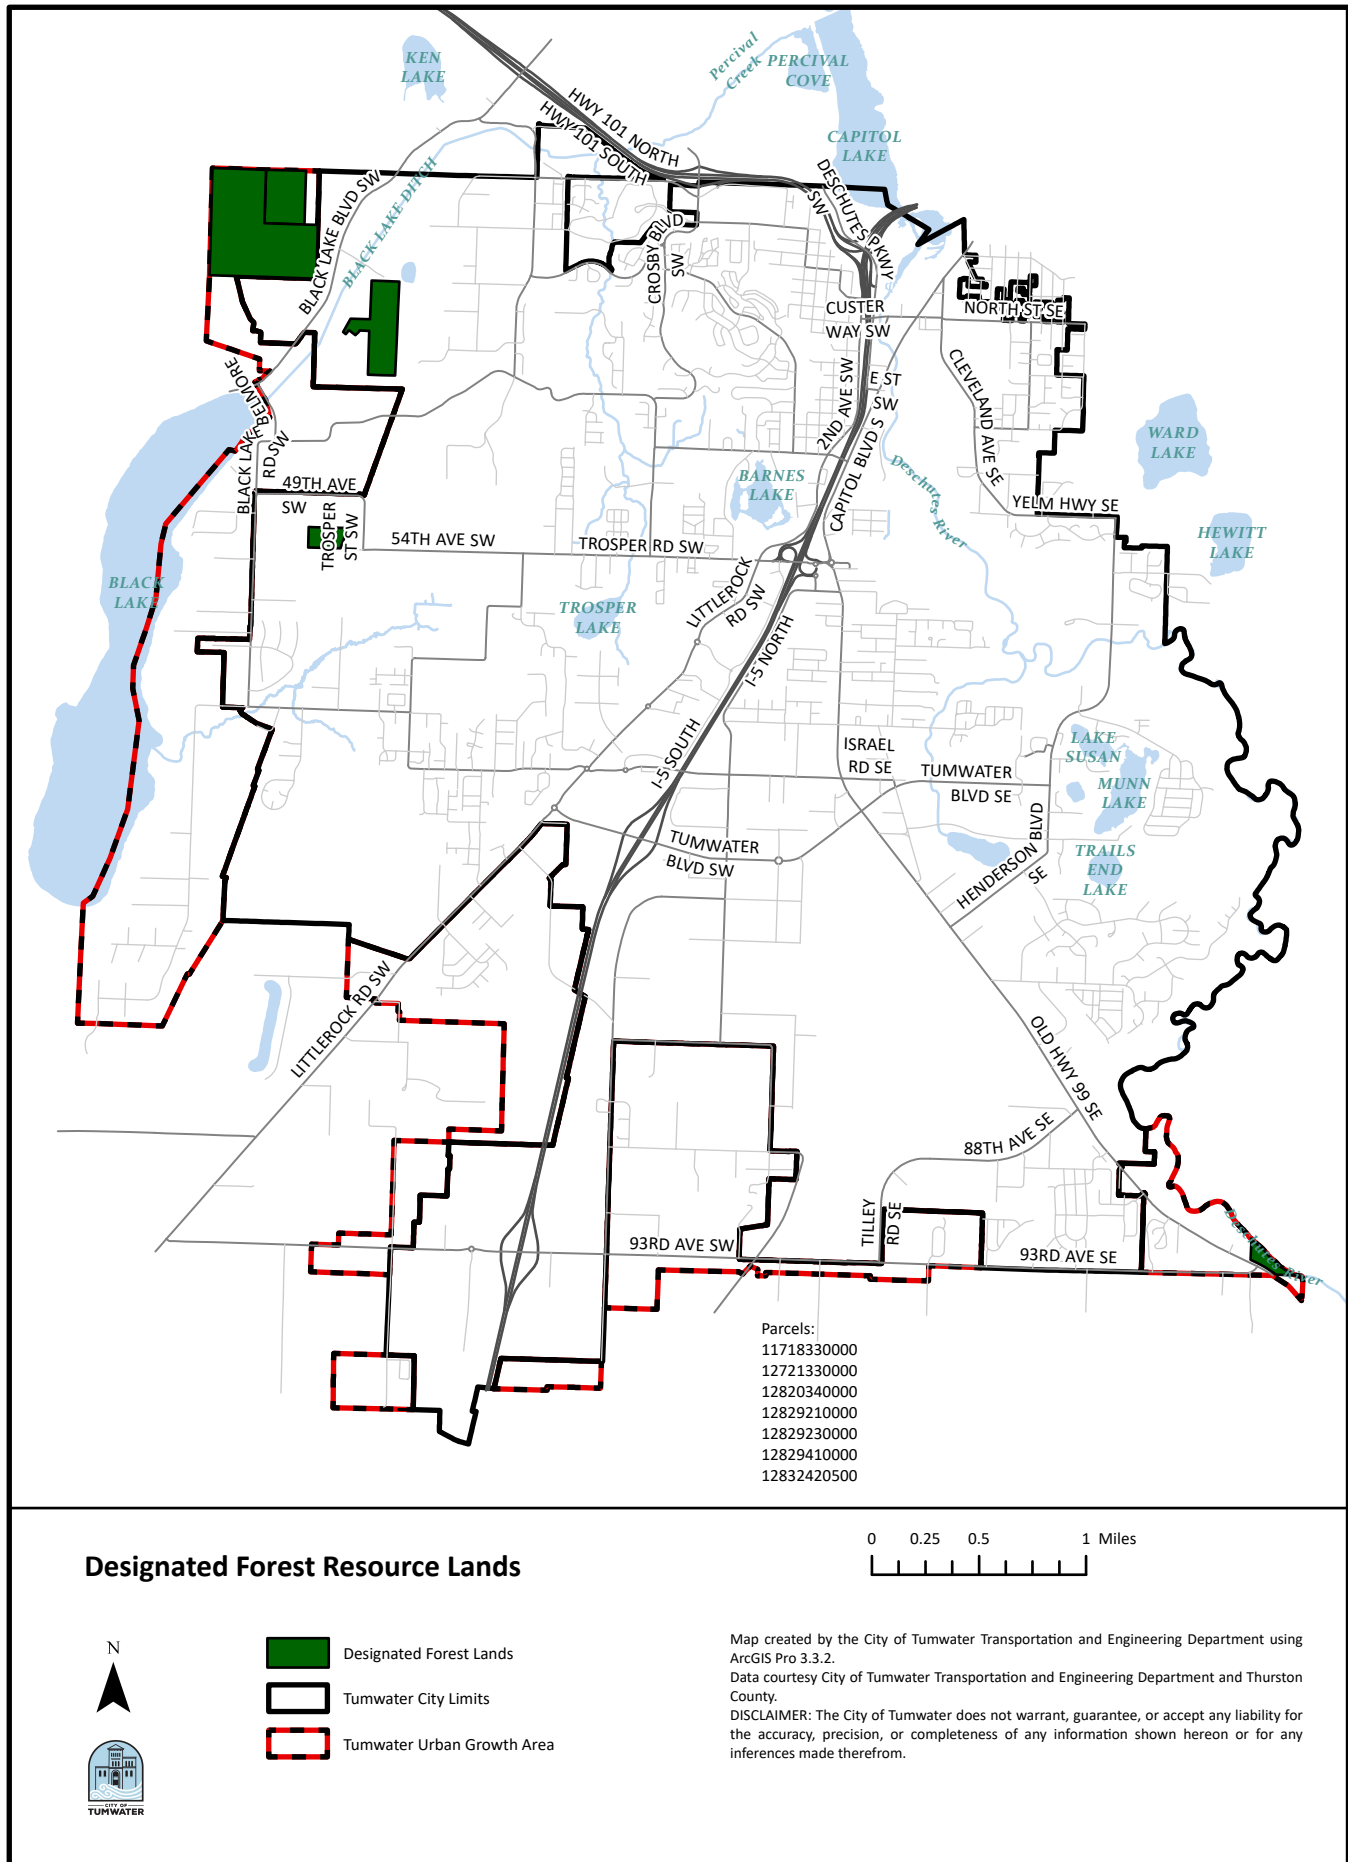 KEN
LAKE
Percival
Creek
PERCIVAL
COVE
HWY 101 NORTH
HWY 101 SOUTH
CAPITOL
LAKE
DESCHUTES PKWY
SW
BLACK LAKE BLVD SW
BLACK LAKE DITCH
CROSBY BLVD
SW
CUSTER
WAY SW
NORTH ST SE
E ST
SW
2ND AVE SW
CLEVELAND AVE SE
CAPITOL BLVD S
BLACK LAKE BELMORE
RD SW
WARD
LAKE
BARNES
LAKE
Deschutes River
49TH AVE
SW
YELM HWY SE
TROSPER
ST SW
54TH AVE SW
TROSPER RD SW
HEWITT
LAKE
BLACK
LAKE
LITTLEROCK
RD SW
TROSPER
LAKE
I-5 NORTH
I-5 SOUTH
ISRAEL
RD SE
TUMWATER
BLVD SE
LAKE
SUSAN
MUNN
LAKE
TUMWATER
BLVD SW
HENDERSON BLVD
SE
TRAILS
END
LAKE
LITTLEROCK RD SW
OLD HWY 99 SE
88TH AVE SE
TILLEY
RD SE
93RD AVE SW
93RD AVE SE
Deschutes River
Parcels:
11718330000
12721330000
12820340000
12829210000
12829230000
12829410000
12832420500
Designated Forest Resource Lands
0 0.25 0.5 1 Miles
N
Designated Forest Lands
Tumwater City Limits
Tumwater Urban Growth Area
CITY OF
TUMWATER
Map created by the City of Tumwater Transportation and Engineering Department using
ArcGIS Pro 3.3.2.
Data courtesy City of Tumwater Transportation and Engineering Department and Thurston
County.
DISCLAIMER: The City of Tumwater does not warrant, guarantee, or accept any liability for
the accuracy, precision, or completeness of any information shown hereon or for any
inferences made therefrom.